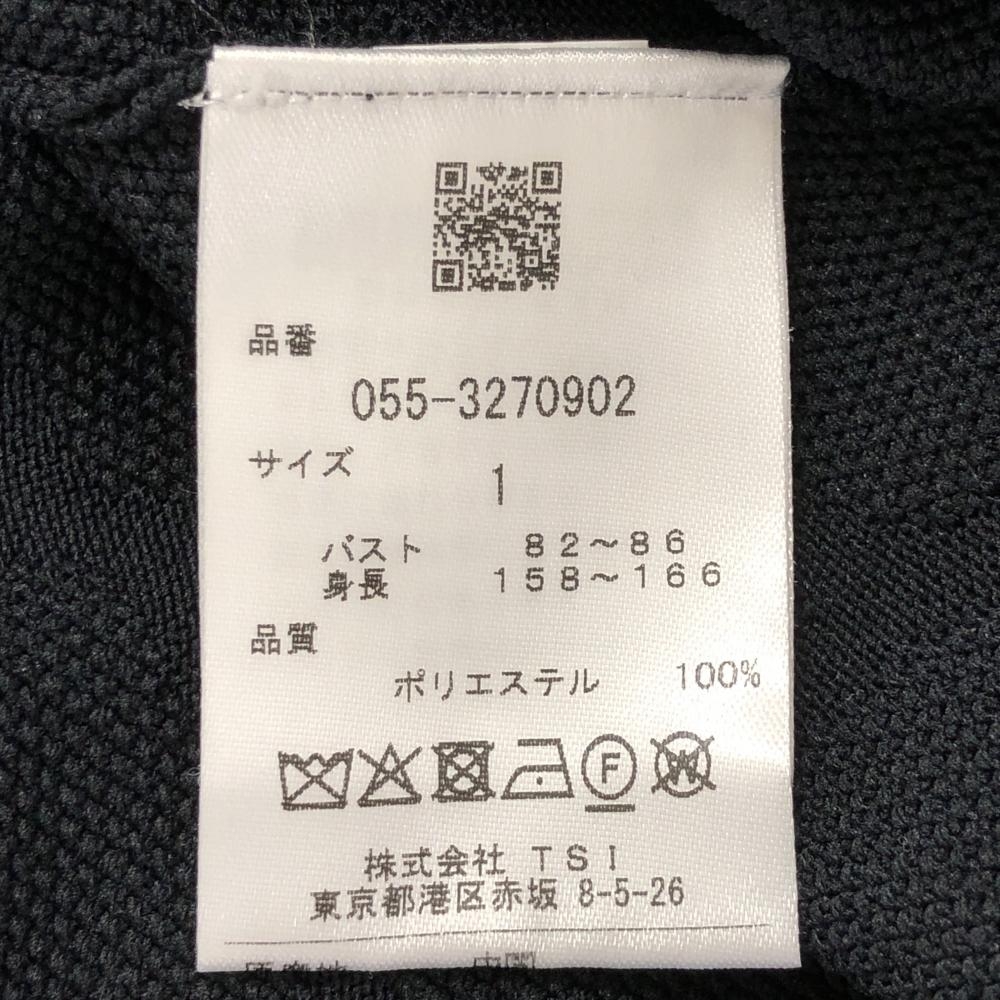 品番
055-3270902
サイズ 1
バスト 82～86
身長 158～166
品質
ポリエステル 100%
F W
株式会社 TSI
東京都港区赤坂 8-5-26